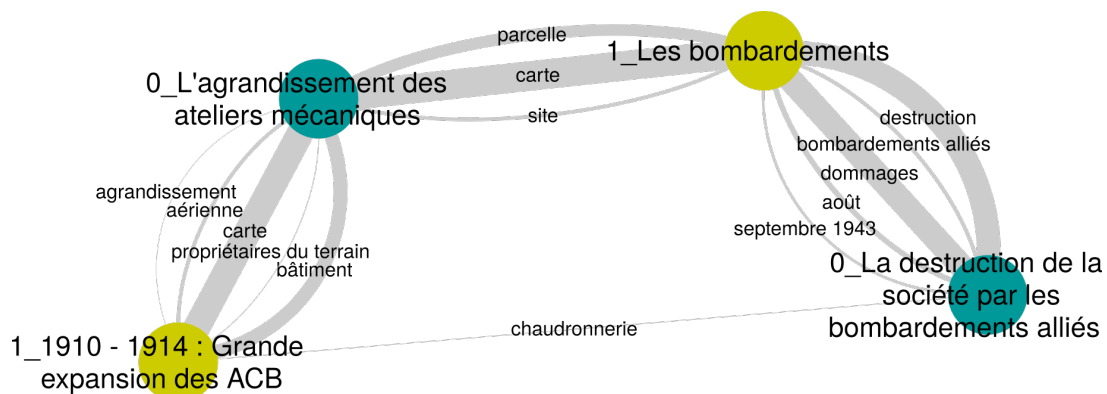 parcelle
1_Les bombardements
carte
0_L'agrandissement des
ateliers mécaniques
site
destruction
bombardements alliés
dommages
août
septembre 1943
agrandissement
aérienne
carte
propriétaires du terrain
bâtiment
0_La destruction de la
société par les
bombardements alliés
chaudronnerie
1_1910 - 1914 : Grande
expansion des ACB